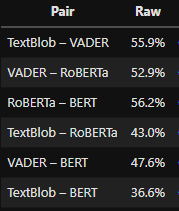 Pair Raw
TextBlob – VADER 55.9%
VADER – RoBERTa 52.9%
RoBERTa – BERT 56.2%
TextBlob – RoBERTa 43.0%
VADER – BERT 47.6%
TextBlob – BERT 36.6%